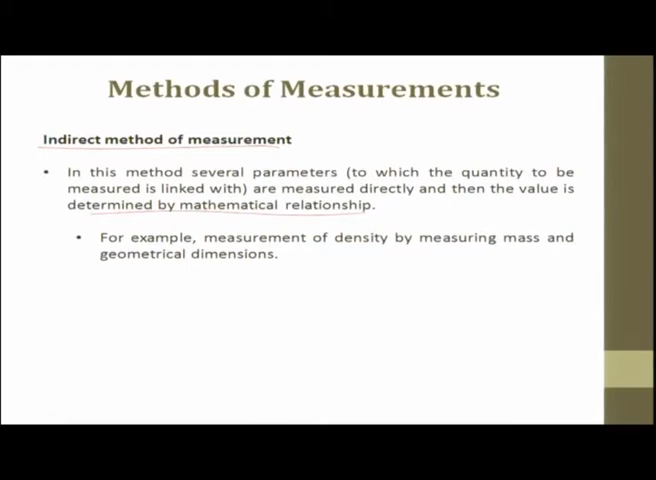 Methods of Measurements
Indirect method of measurement
• In this method several parameters (to which the quantity to be
measured is linked with) are measured directly and then the value is
determined by mathematical relationship.
• For example, measurement of density by measuring mass and
geometrical dimensions.